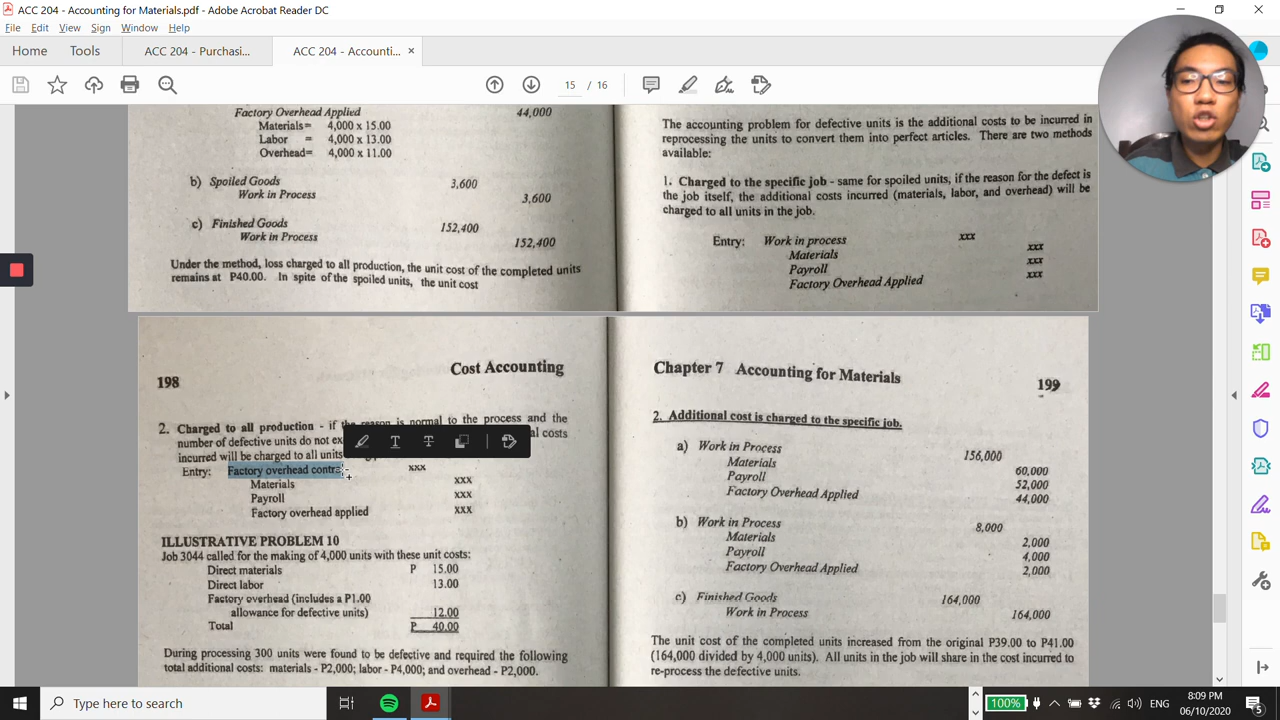 ACC 204 - Accounting for Materials.pdf - Adobe Acrobat Reader DC
File Edit View Sign Window Help
Home Tools ACC 204 - Purchasi... ACC 204 - Accounti... ×
15 / 16
Factory Overhead Applied 44,000
Materials= 4,000 x 15.00
Labor = 4,000 x 13.00
Overhead= 4,000 x 11.00
b) Spoiled Goods 3,600
Work in Process 3,600
c) Finished Goods 152,400
Work in Process 152,400
Under the method, loss charged to all production, the unit cost of the completed units
remains at P40.00. In spite of the spoiled units, the unit cost
The accounting problem for defective units is the additional costs to be incurred in
reprocessing the units to convert them into perfect articles. There are two methods
available:
1. Charged to the specific job - same for spoiled units, if the reason for the defect is
the job itself, the additional costs incurred (materials, labor, and overhead) will be
charged to all units in the job.
Entry: Work in process xxx
Materials xxx
Payroll xxx
Factory Overhead Applied xxx
198 Cost Accounting
2. Charged to all production - if the reason is normal to the process and the
number of defective units do not costs
incurred will be charged to all units
Entry: Factory overhead contro xxx
Materials xxx
Payroll xxx
Factory overhead applied xxx
ILLUSTRATIVE PROBLEM 10
Job 3044 called for the making of 4,000 units with these unit costs:
Direct materials P 15.00
Direct labor 13.00
Factory overhead (includes a P1.00
allowance for defective units) 12.00
Total P 40.00
During processing 300 units were found to be defective and required the following
total additional costs: materials - P2,000; labor - P4,000; and overhead - P2,000.
Chapter 7 Accounting for Materials 199
2. Additional cost is charged to the specific job.
a) Work in Process 156,000
Materials 60,000
Payroll 52,000
Factory Overhead Applied 44,000
b) Work in Process 8,000
Materials 2,000
Payroll 4,000
Factory Overhead Applied 2,000
c) Finished Goods 164,000
Work in Process 164,000
The unit cost of the completed units increased from the original P39.00 to P41.00
(164,000 divided by 4,000 units). All units in the job will share in the cost incurred to
re-process the defective units.
Type here to search
100% ENG 8:09 PM
06/10/2020 5